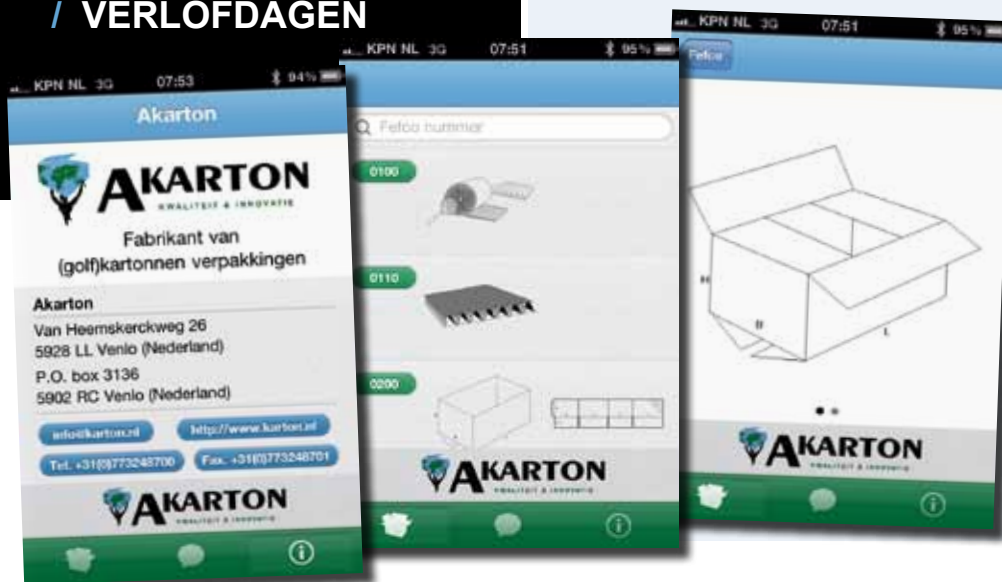 / VERLOFDAGEN
KPN NL 3G 07:53 94%
Akarton
AKARTON
KWALITEIT & INNOVATIE
Fabrikant van
(golf)kartonnen verpakkingen
Akarton
Van Heemskerckweg 26
5928 LL Venlo (Nederland)
P.O. box 3136
5902 RC Venlo (Nederland)
info@karton.nl http://www.karton.nl
Tel. +31(0)773248700 Fax. +31(0)773248701
AKARTON
KWALITEIT & INNOVATIE
KPN NL 3G 07:51 95%
Fefco nummer
0100
0110
0200
AKARTON
KWALITEIT & INNOVATIE
KPN NL 3G 07:51 95%
Fefco
H
B
L
AKARTON
KWALITEIT & INNOVATIE